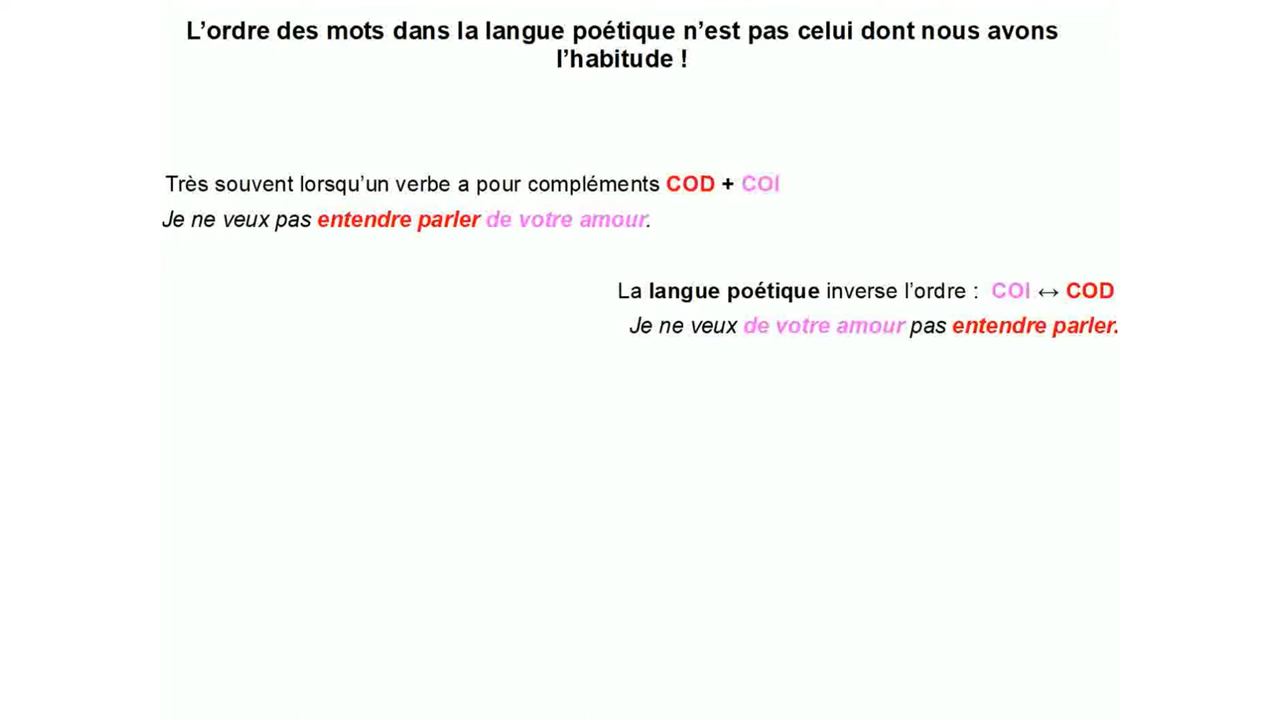 L’ordre des mots dans la langue poétique n’est pas celui dont nous avons
l’habitude !
Très souvent lorsqu’un verbe a pour compléments COD + COI
Je ne veux pas entendre parler de votre amour.
La langue poétique inverse l’ordre : COI ↔ COD
Je ne veux de votre amour pas entendre parler.